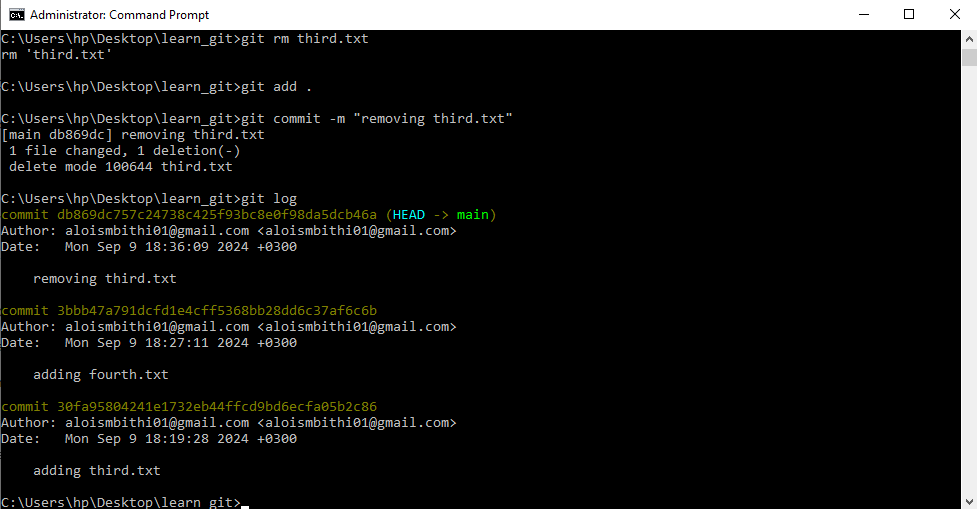 Administrator: Command Prompt
C:\Users\hp\Desktop\learn_git>git rm third.txt
rm 'third.txt'
C:\Users\hp\Desktop\learn_git>git add .
C:\Users\hp\Desktop\learn_git>git commit -m "removing third.txt"
[main db869dc] removing third.txt
 1 file changed, 1 deletion(-)
 delete mode 100644 third.txt
C:\Users\hp\Desktop\learn_git>git log
commit db869dc757c24738c425f93bc8e0f98da5dcb46a (HEAD -> main)
Author: aloismbithi01@gmail.com <aloismbithi01@gmail.com>
Date:   Mon Sep 9 18:36:09 2024 +0300
    removing third.txt
commit 3bbb47a791dcfd1e4cff5368bb28dd6c37af6c6b
Author: aloismbithi01@gmail.com <aloismbithi01@gmail.com>
Date:   Mon Sep 9 18:27:11 2024 +0300
    adding fourth.txt
commit 30fa95804241e1732eb44ffcd9bd6ecfa05b2c86
Author: aloismbithi01@gmail.com <aloismbithi01@gmail.com>
Date:   Mon Sep 9 18:19:28 2024 +0300
    adding third.txt
C:\Users\hp\Desktop\learn_git>